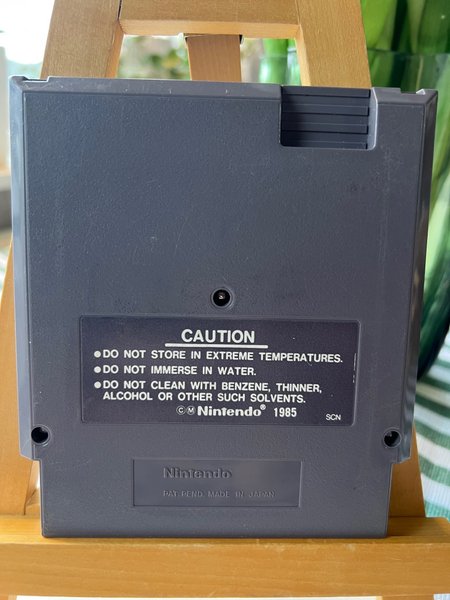 CAUTION
●DO NOT STORE IN EXTREME TEMPERATURES.
●DO NOT IMMERSE IN WATER.
●DO NOT CLEAN WITH BENZENE, THINNER,
ALCOHOL OR OTHER SUCH SOLVENTS.
©Ⓜ Nintendo® 1985 SCN
Nintendo
PAT. PEND. MADE IN JAPAN